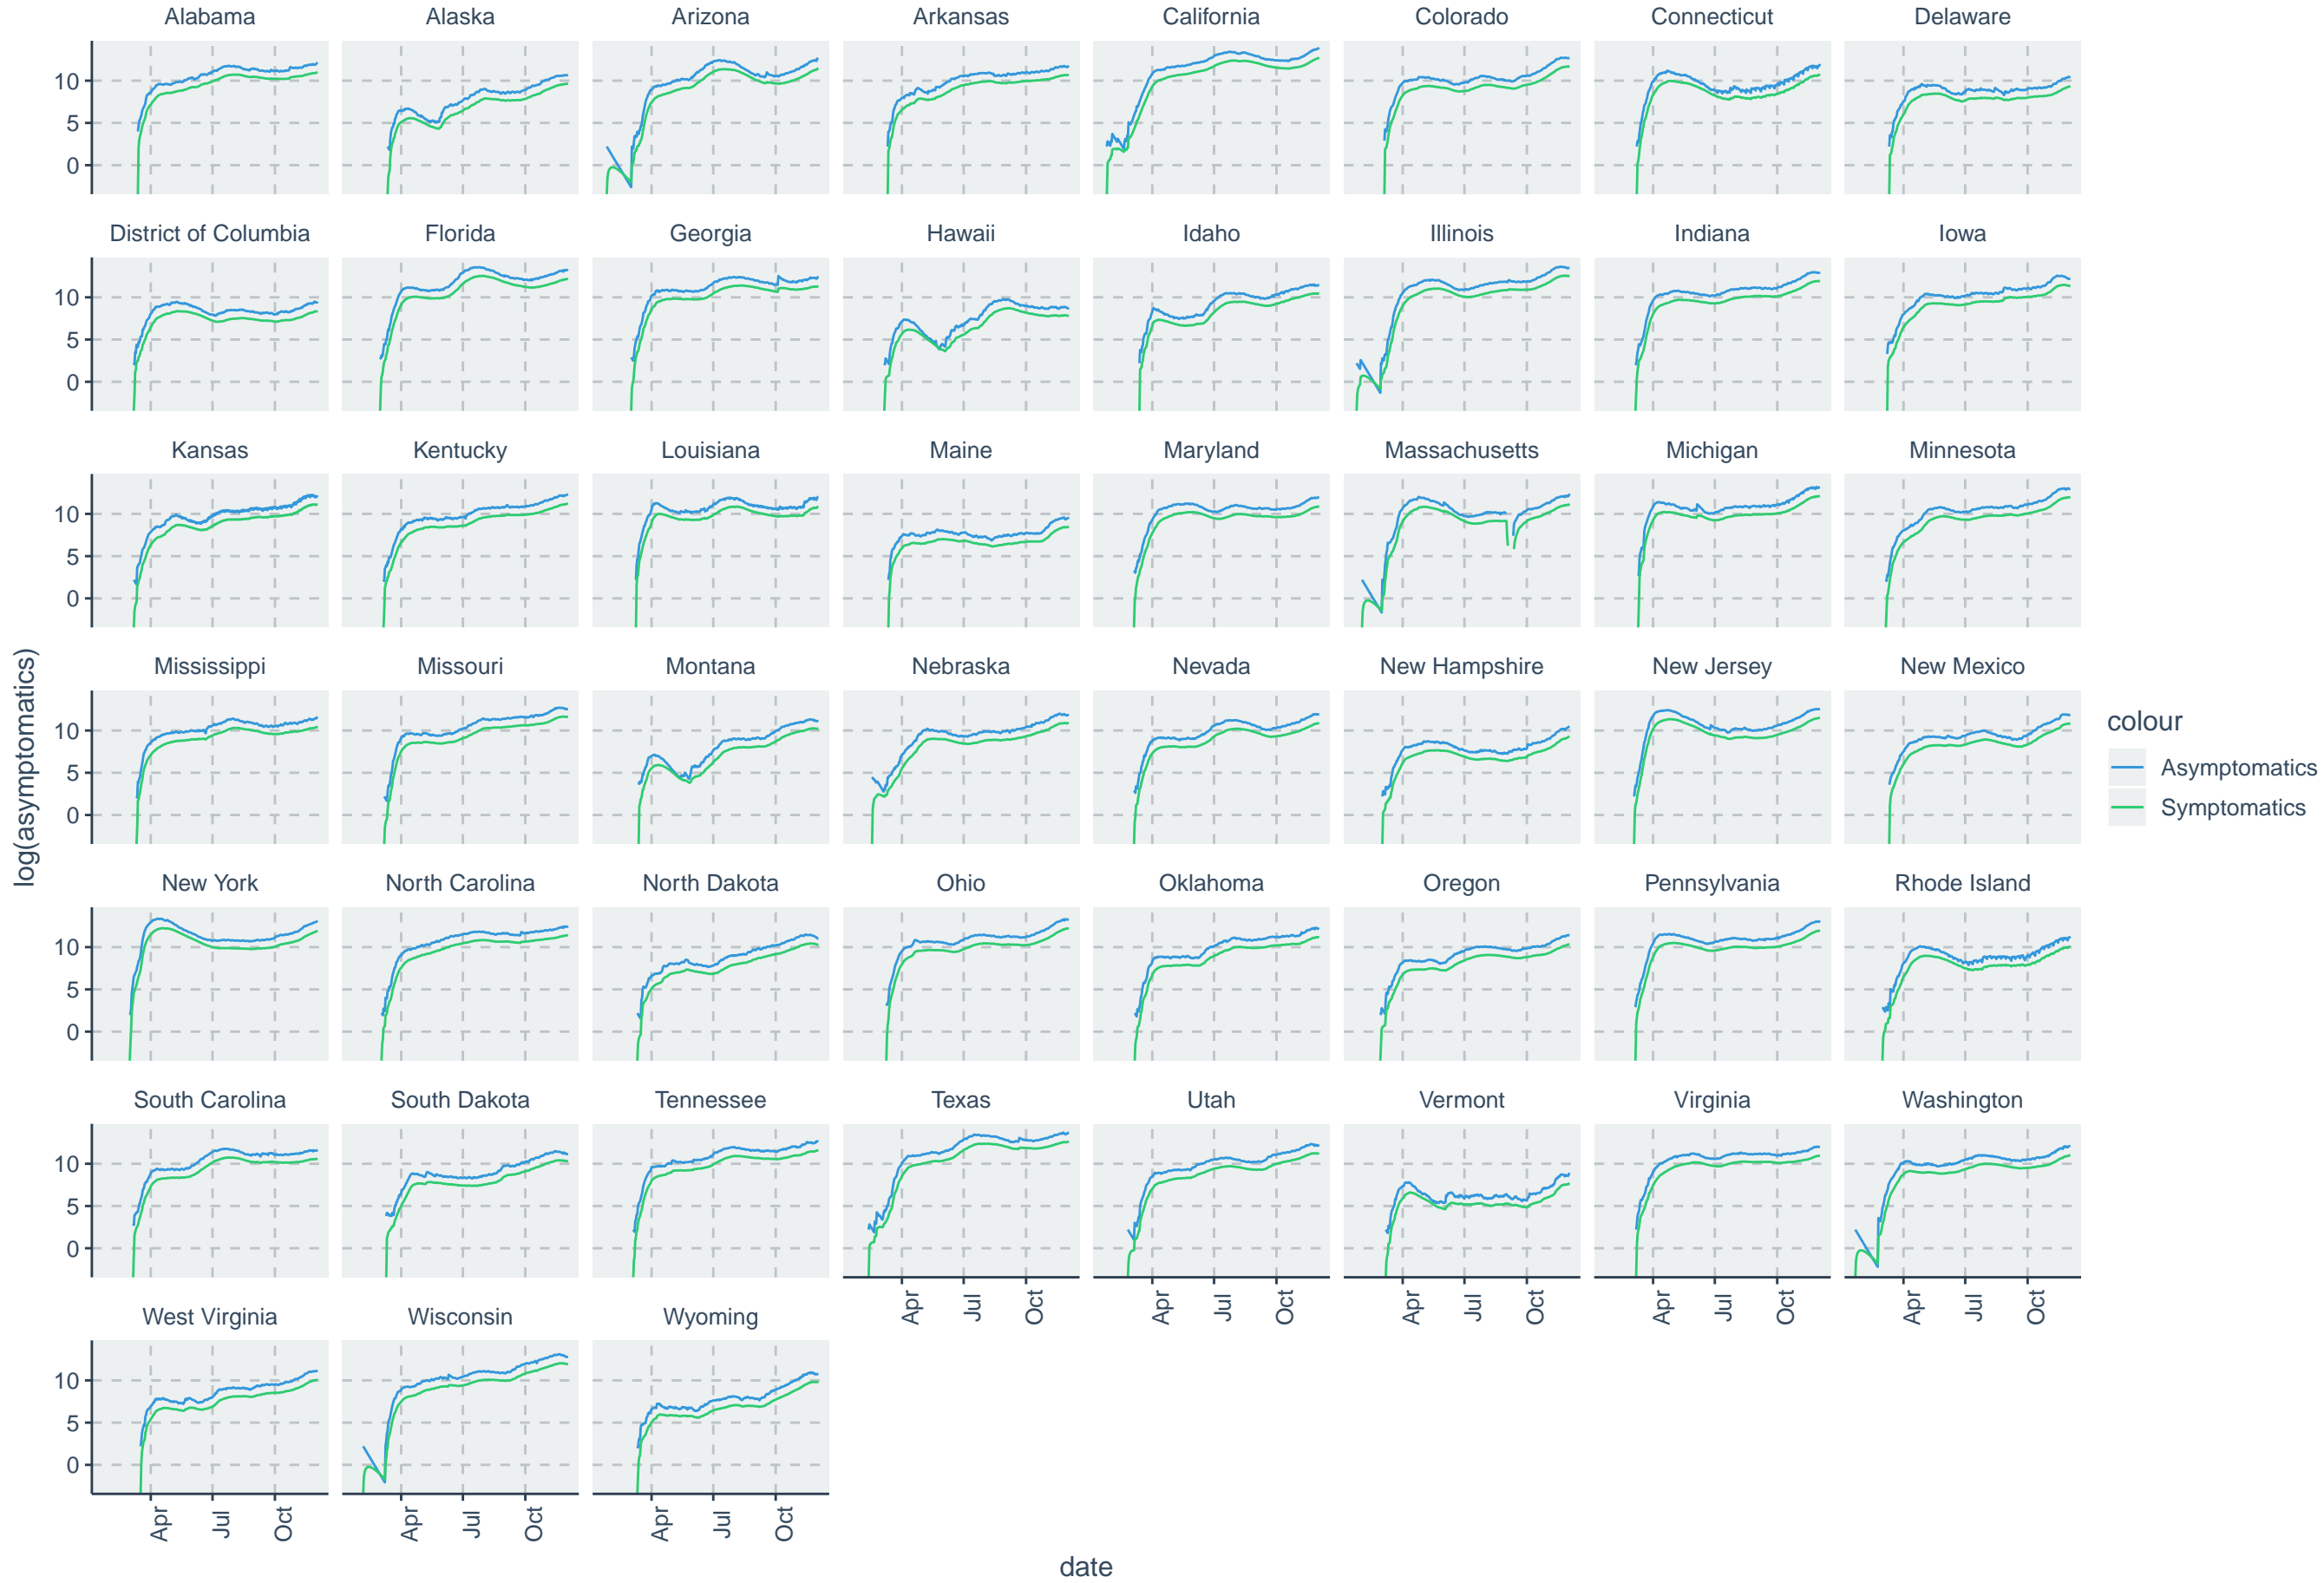 Alabama Alaska Arizona Arkansas California Colorado Connecticut Delaware
10
5
0
District of Columbia Florida Georgia Hawaii Idaho Illinois Indiana Iowa
10
5
0
Kansas Kentucky Louisiana Maine Maryland Massachusetts Michigan Minnesota
10
5
0
Mississippi Missouri Montana Nebraska Nevada New Hampshire New Jersey New Mexico
10
5
0
New York North Carolina North Dakota Ohio Oklahoma Oregon Pennsylvania Rhode Island
10
5
0
South Carolina South Dakota Tennessee Texas Utah Vermont Virginia Washington
10
5
0
Apr Jul Oct Apr Jul Oct Apr Jul Oct Apr Jul Oct Apr Jul Oct
West Virginia Wisconsin Wyoming
10
5
0
Apr Jul Oct Apr Jul Oct Apr Jul Oct
date
log(asymptomatics)
colour
Asymptomatics
Symptomatics